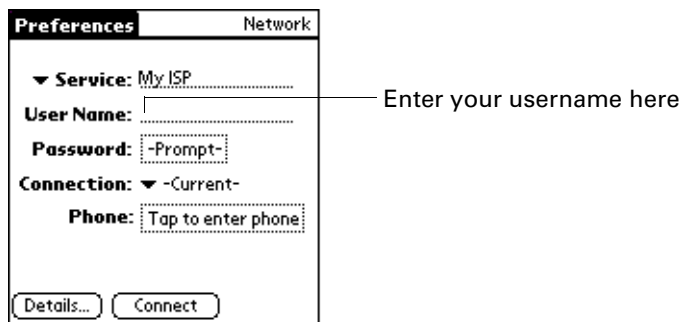 Preferences Network
Service: My ISP
Enter your username here
User Name:
Password: -Prompt-
Connection: -Current-
Phone: Tap to enter phone
Details... Connect